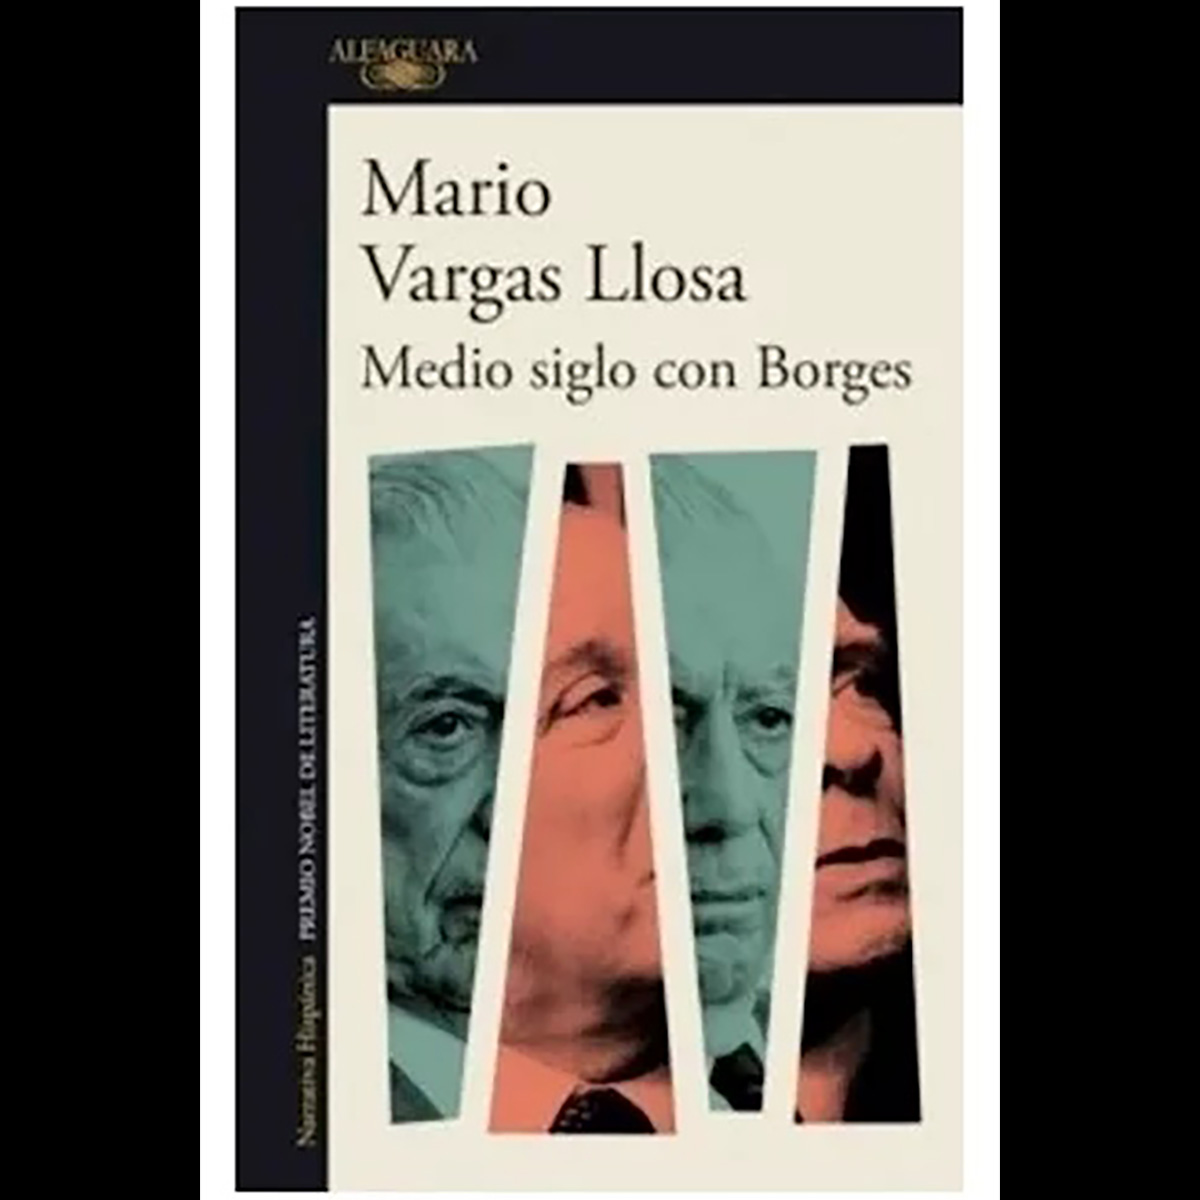 ALFAGUARA
Mario
Vargas Llosa
Medio siglo con Borges
Narrativa Hispánica PREMIO NOBEL DE LITERATURA